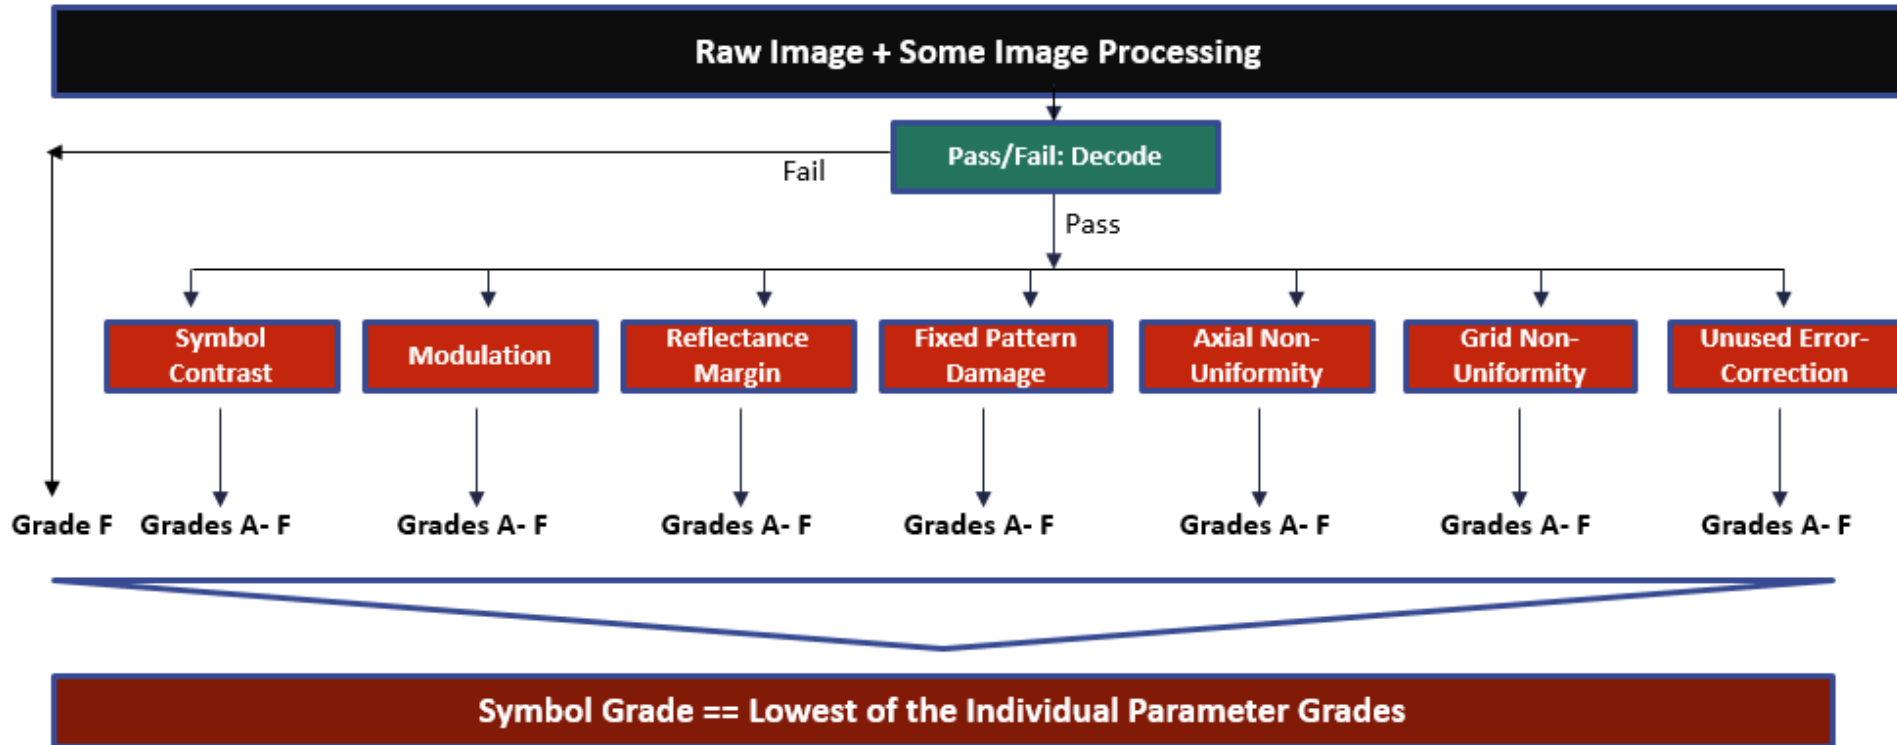 Raw Image + Some Image Processing
Pass/Fail: Decode
Fail
Pass
Symbol
Contrast
Modulation
Reflectance
Margin
Fixed Pattern
Damage
Axial Non-
Uniformity
Grid Non-
Uniformity
Unused Error-
Correction
Grade F
Grades A- F
Grades A- F
Grades A- F
Grades A- F
Grades A- F
Grades A- F
Grades A- F
Symbol Grade == Lowest of the Individual Parameter Grades